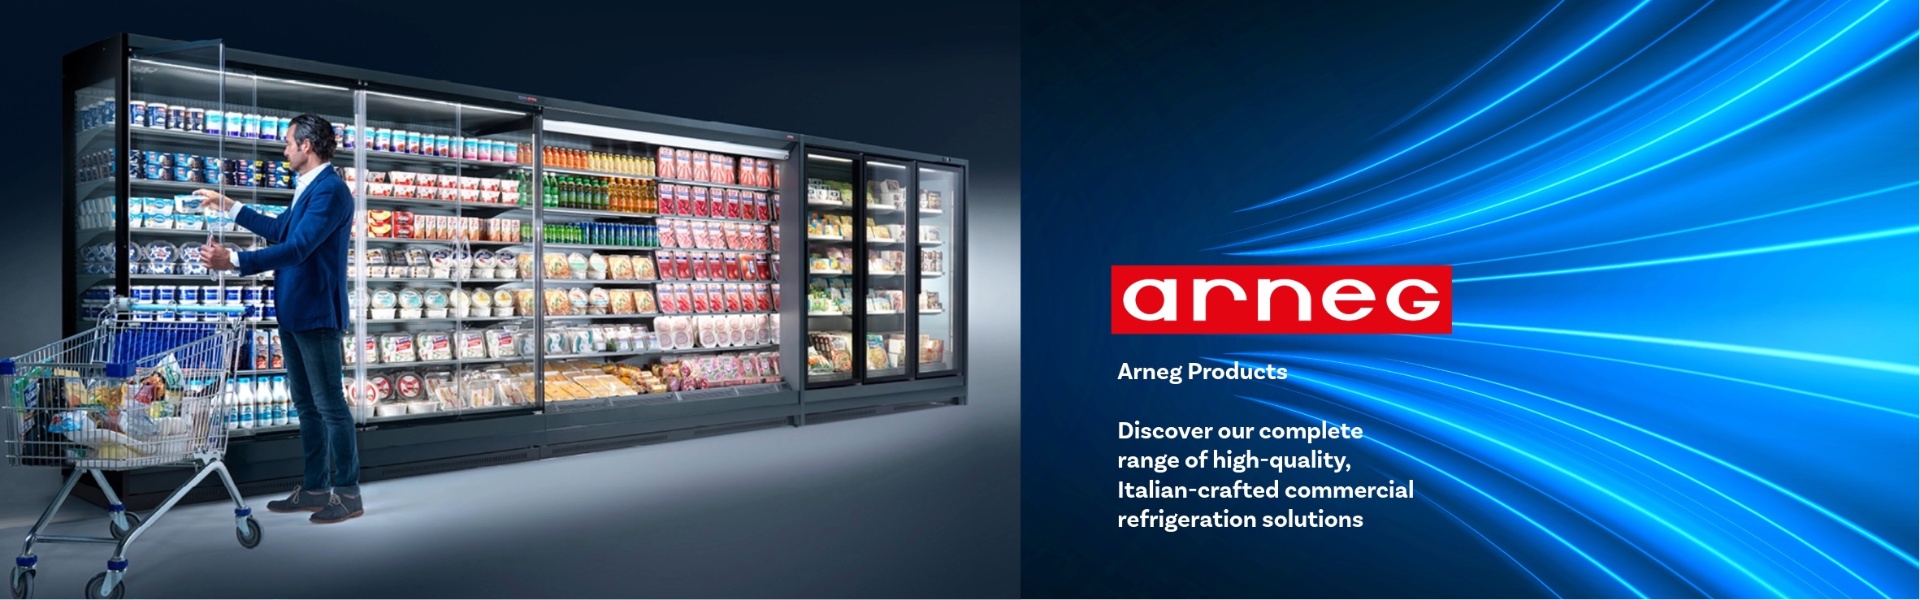 arneg
Arneg Products
Discover our complete
range of high-quality,
Italian-crafted commercial
refrigeration solutions